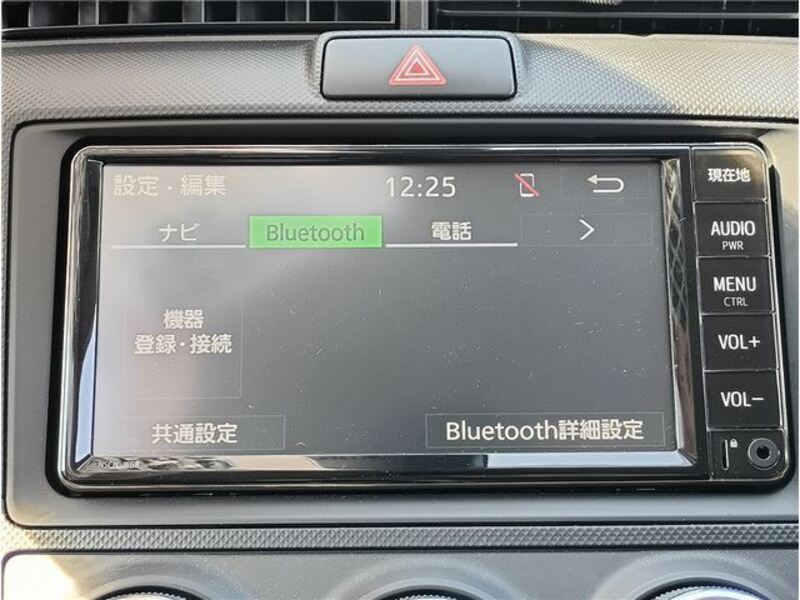 設定・編集 12:25
ナビ Bluetooth 電話
機器
登録・接続
共通設定 Bluetooth詳細設定
現在地
AUDIO
PWR
MENU
CTRL
VOL+
VOL−